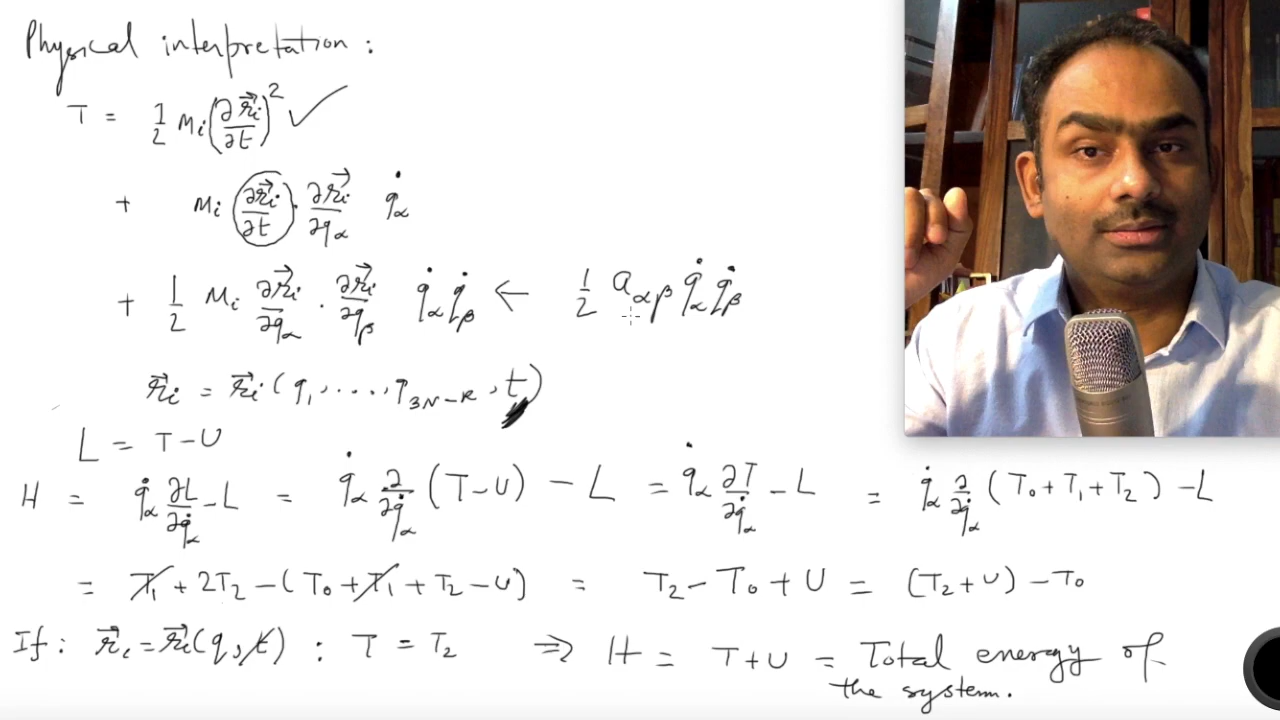 Physical interpretation :
T = 1/2 mᵢ (∂r⃗ᵢ/∂t)² ✓
+ mᵢ (∂r⃗ᵢ/∂t) · ∂r⃗ᵢ/∂q_α q̇_α
+ 1/2 mᵢ ∂r⃗ᵢ/∂q_α · ∂r⃗ᵢ/∂q_β q̇_α q̇_β ← 1/2 a_αβ q̇_α q̇_β
r⃗ᵢ = r⃗ᵢ (q₁, ...., q_3N-K, t)
L = T-U
H = q̇_α ∂L/∂q̇_α - L = q̇_α ∂/∂q̇_α (T-U) - L = q̇_α ∂T/∂q̇_α - L = q̇_α ∂/∂q̇_α (T₀+T₁+T₂) - L
= T₁ + 2T₂ - (T₀ + T₁ + T₂ - U) = T₂ - T₀ + U = (T₂+U) - T₀
If : r⃗ᵢ = r⃗ᵢ(q, t) : T = T₂ ⇒ H = T+U = Total energy of
the system.